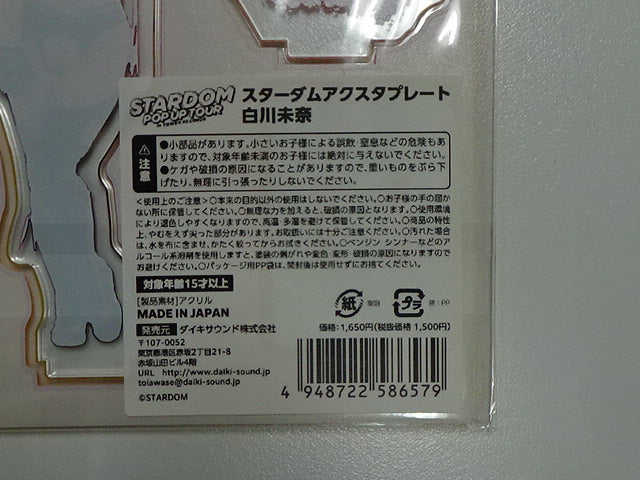 STARDOM
POP UP TOUR
スターダムアクスタプレート
白川未奈
注意
●小部品があります。小さいお子様による誤飲・窒息などの危険もあ
りますので、対象年齢未満のお子様には絶対に与えないでください。
●ケガや破損の原因になることがありますので、重いものをぶら下
げたり、無理に引っ張ったりしないでください。
<使用上のご注意>○本来の目的以外の使用はしないでください。○お子様の手の届か
ない所に保管してください。○無理な力を加えると、破損の原因となります。○使用環境
により退色しやすくなりますので、高温・多湿を避けて保管してください。○商品の特性
上、やむをえず尖った部分があります。お取扱いには十分ご注意ください。○汚れた場合
は、水を布に含ませ、かたく絞ってからお拭きください。○ベンジン シンナーなどのア
ルコール系溶剤を使用しますと、塗装の剥がれや変色・変形・破損の原因になりますので
お避けください。○パッケージ用PP袋は、開封後は使用せずにお捨てください。
対象年齢15才以上
[製品素材]アクリル
MADE IN JAPAN
発売元 ダイキサウンド株式会社
〒107-0052
東京都港区赤坂2丁目21-8
赤坂山田ビル4階
URL http://www.daiki-sound.jp
toiawase@daiki-sound.jp
©STARDOM
紙
プラ
袋:PP
価格:1,650円(税抜価格 1,500円)
4 948722 586579